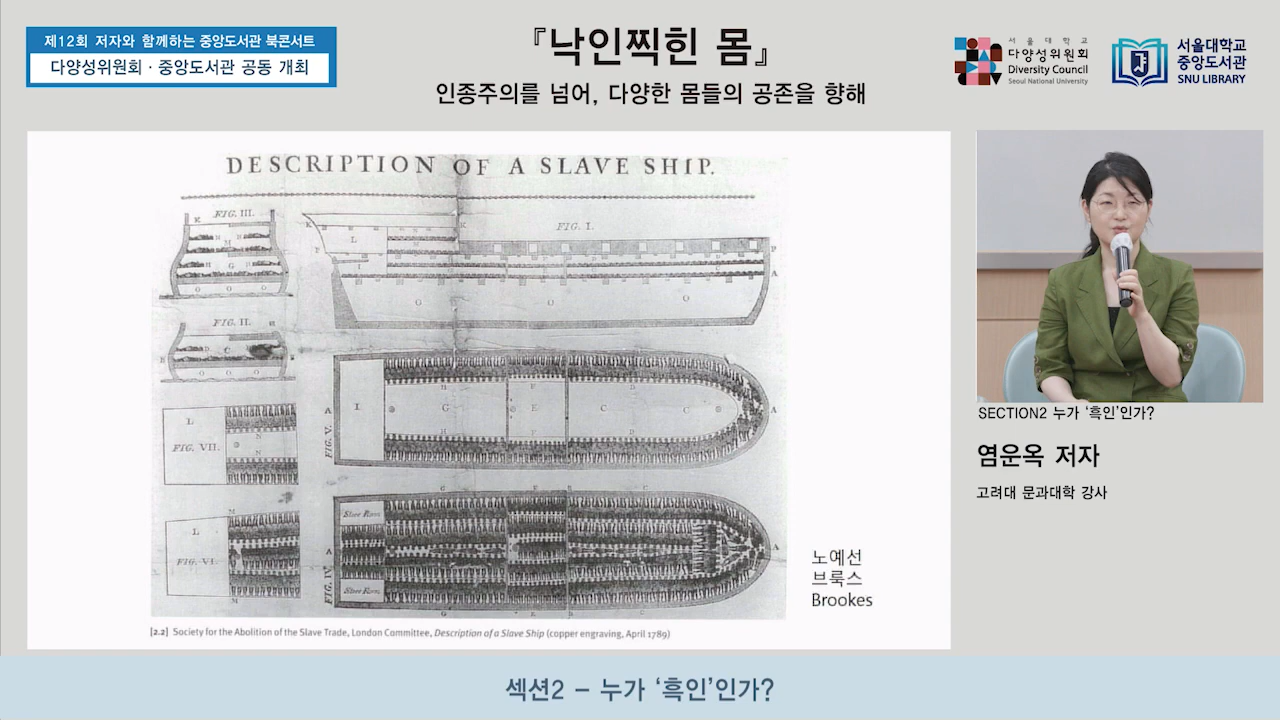 제12회 저자와 함께하는 중앙도서관 북콘서트
다양성위원회 · 중앙도서관 공동 개최
『낙인찍힌 몸』
인종주의를 넘어, 다양한 몸들의 공존을 향해
서울대학교
다양성위원회
Diversity Council
Seoul National University
서울대학교
중앙도서관
SNU LIBRARY
DESCRIPTION OF A SLAVE SHIP.
FIG. III.
FIG. I.
FIG. II.
FIG. V.
FIG. VII.
FIG. VI.
FIG. IV.
Slave Room
Slave Room
노예선
브룩스
Brookes
[2.2] Society for the Abolition of the Slave Trade, London Committee, Description of a Slave Ship (copper engraving, April 1789)
SECTION2 누가 ‘흑인’인가?
염운옥 저자
고려대 문과대학 강사
섹션2 – 누가 ‘흑인’인가?